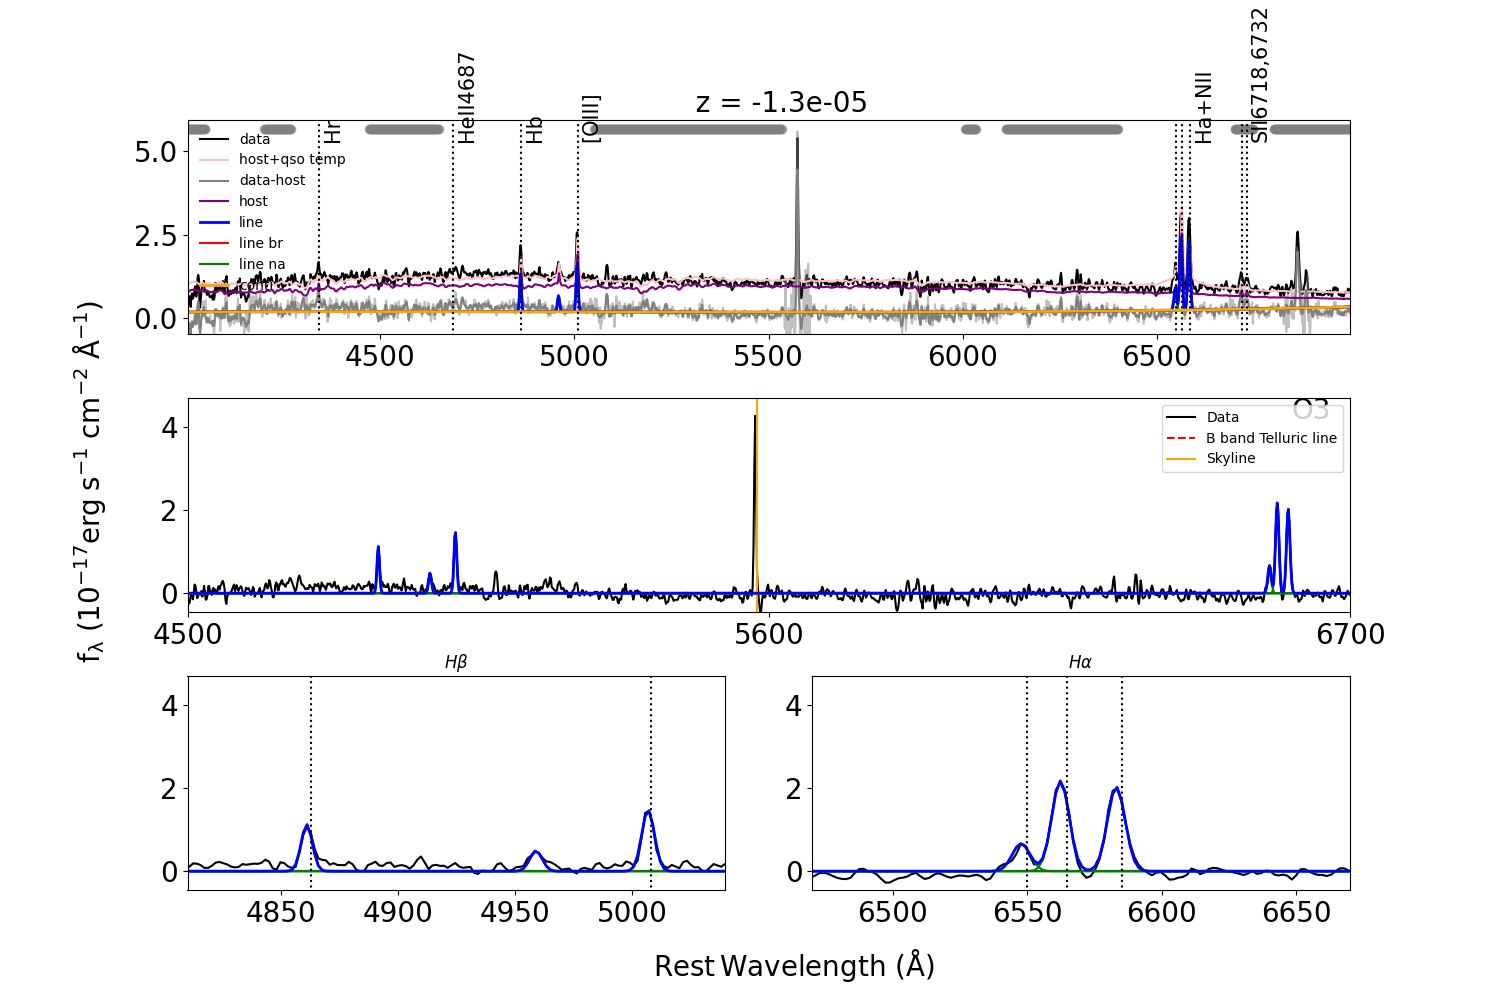 z = -1.3e-05
Hr
HeII4687
Hb
[OIII]
Ha+NII
SII6718,6732
data
host+qso temp
data-host
host
line
line br
line na
5.0
2.5
0.0
4500 5000 5500 6000 6500
O3
Data
B band Telluric line
Skyline
4
2
0
4500 5600 6700
fλ (10⁻¹⁷erg s⁻¹ cm⁻² Å⁻¹)
Hβ
4
2
0
4850 4900 4950 5000
Hα
4
2
0
6500 6550 6600 6650
Rest Wavelength (Å)